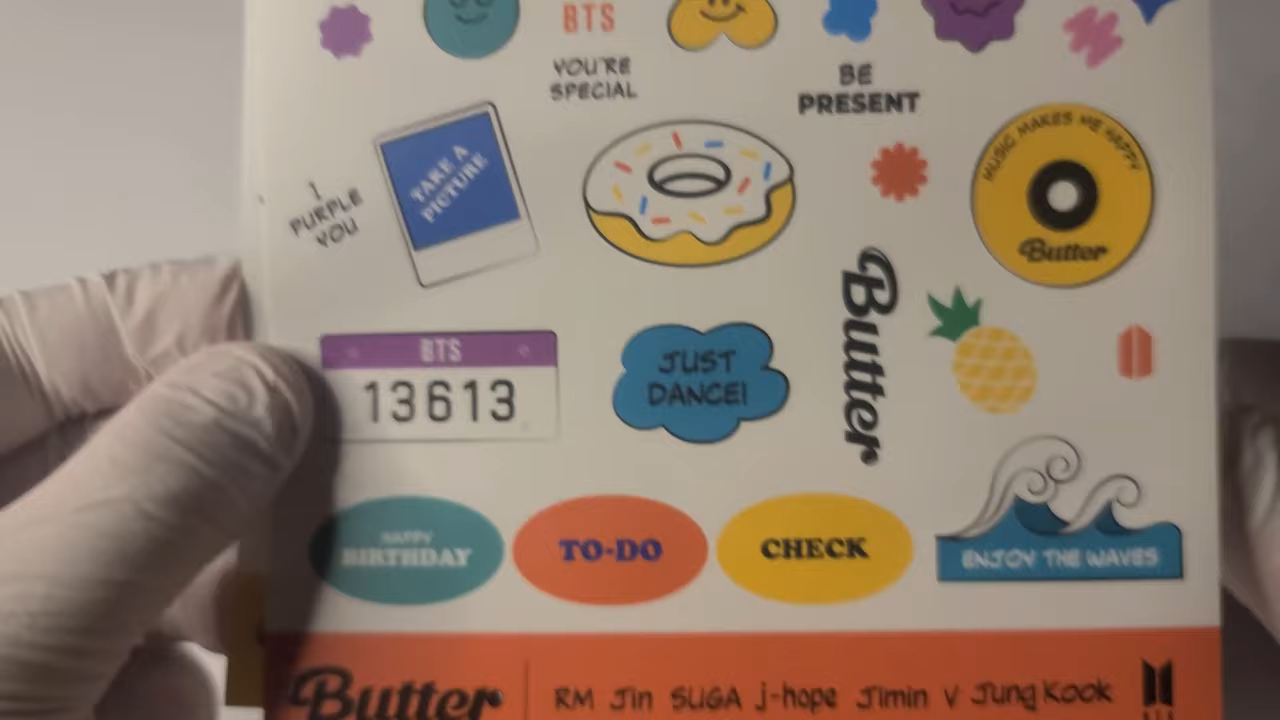 BTS
YOU'RE
SPECIAL
BE
PRESENT
I
PURPLE
YOU
TAKE A
PICTURE
MUSIC MAKES ME HAPPY
Butter
Butter
BTS
13613
JUST
DANCE!
HAPPY
BIRTHDAY
TO-DO
CHECK
ENJOY THE WAVES
Butter
RM Jin SUGA j-hope Jimin V Jung Kook